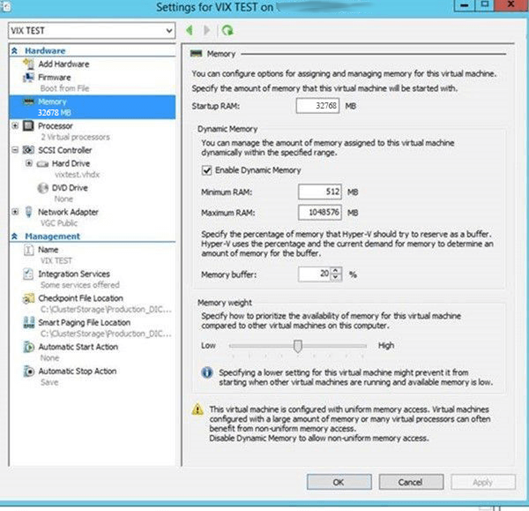 Settings for VIX TEST on
VIX TEST
Hardware
Add Hardware
Firmware
Boot from File
Memory
32678 MB
Processor
2 Virtual processors
SCSI Controller
Hard Drive
vixtest.vhdx
DVD Drive
None
Network Adapter
VGC Public
Management
Name
VIX TEST
Integration Services
Some services offered
Checkpoint File Location
C:\ClusterStorage\Production_DIC...
Smart Paging File Location
C:\ClusterStorage\Production_DIC...
Automatic Start Action
None
Automatic Stop Action
Save
Memory
You can configure options for assigning and managing memory for this virtual machine.
Specify the amount of memory that this virtual machine will be started with.
Startup RAM: 32768 MB
Dynamic Memory
You can manage the amount of memory assigned to this virtual machine
dynamically within the specified range.
Enable Dynamic Memory
Minimum RAM: 512 MB
Maximum RAM: 1048576 MB
Specify the percentage of memory that Hyper-V should try to reserve as a buffer.
Hyper-V uses the percentage and the current demand for memory to determine an
amount of memory for the buffer.
Memory buffer: 20 %
Memory weight
Specify how to prioritize the availability of memory for this virtual machine
compared to other virtual machines on this computer.
Low High
Specifying a lower setting for this virtual machine might prevent it from
starting when other virtual machines are running and available memory is low.
This virtual machine is configured with uniform memory access. Virtual machines
configured with a large amount of memory or many virtual processors can often
benefit from non-uniform memory access.
Disable Dynamic Memory to allow non-uniform memory access.
OK Cancel Apply